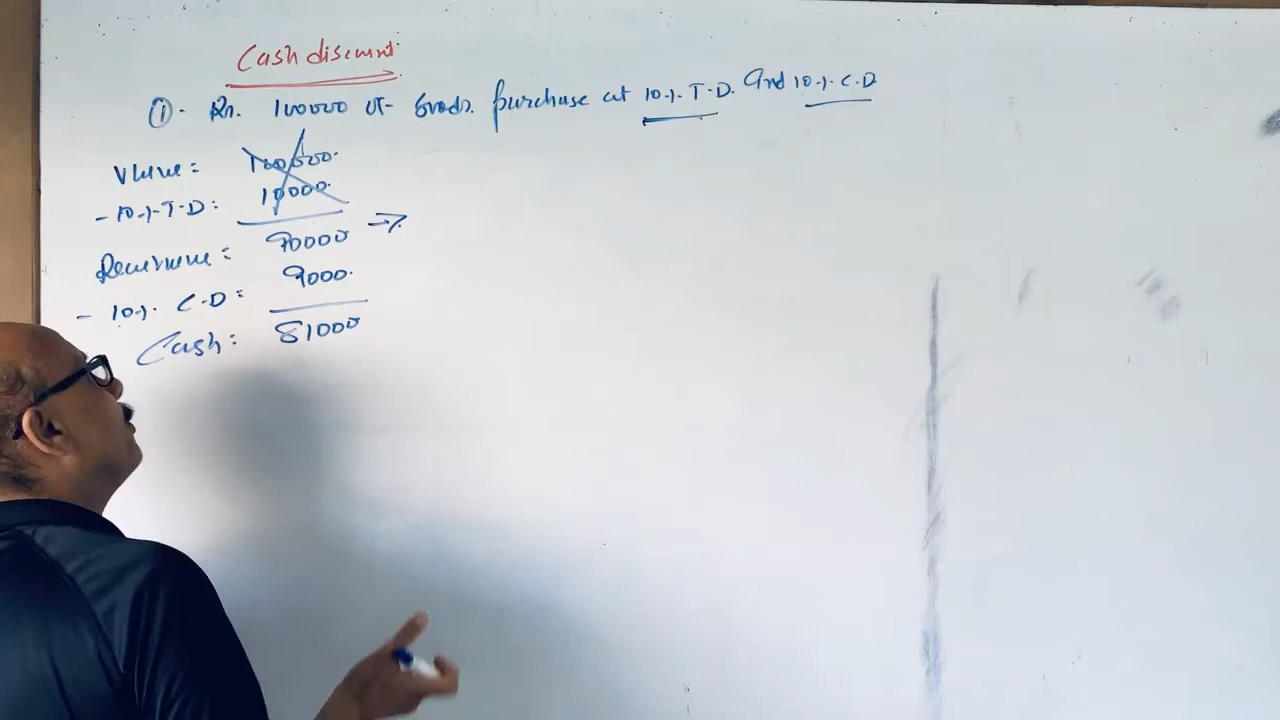 Cash discount
①. Rs. 100000 of Goods. purchase at 10.%. T.D. and 10.%. C.D
Value = 100000.
- 10.%.T.D: 10000.
90000 →
- 10.%. C.D = 9000.
Cash: 81000